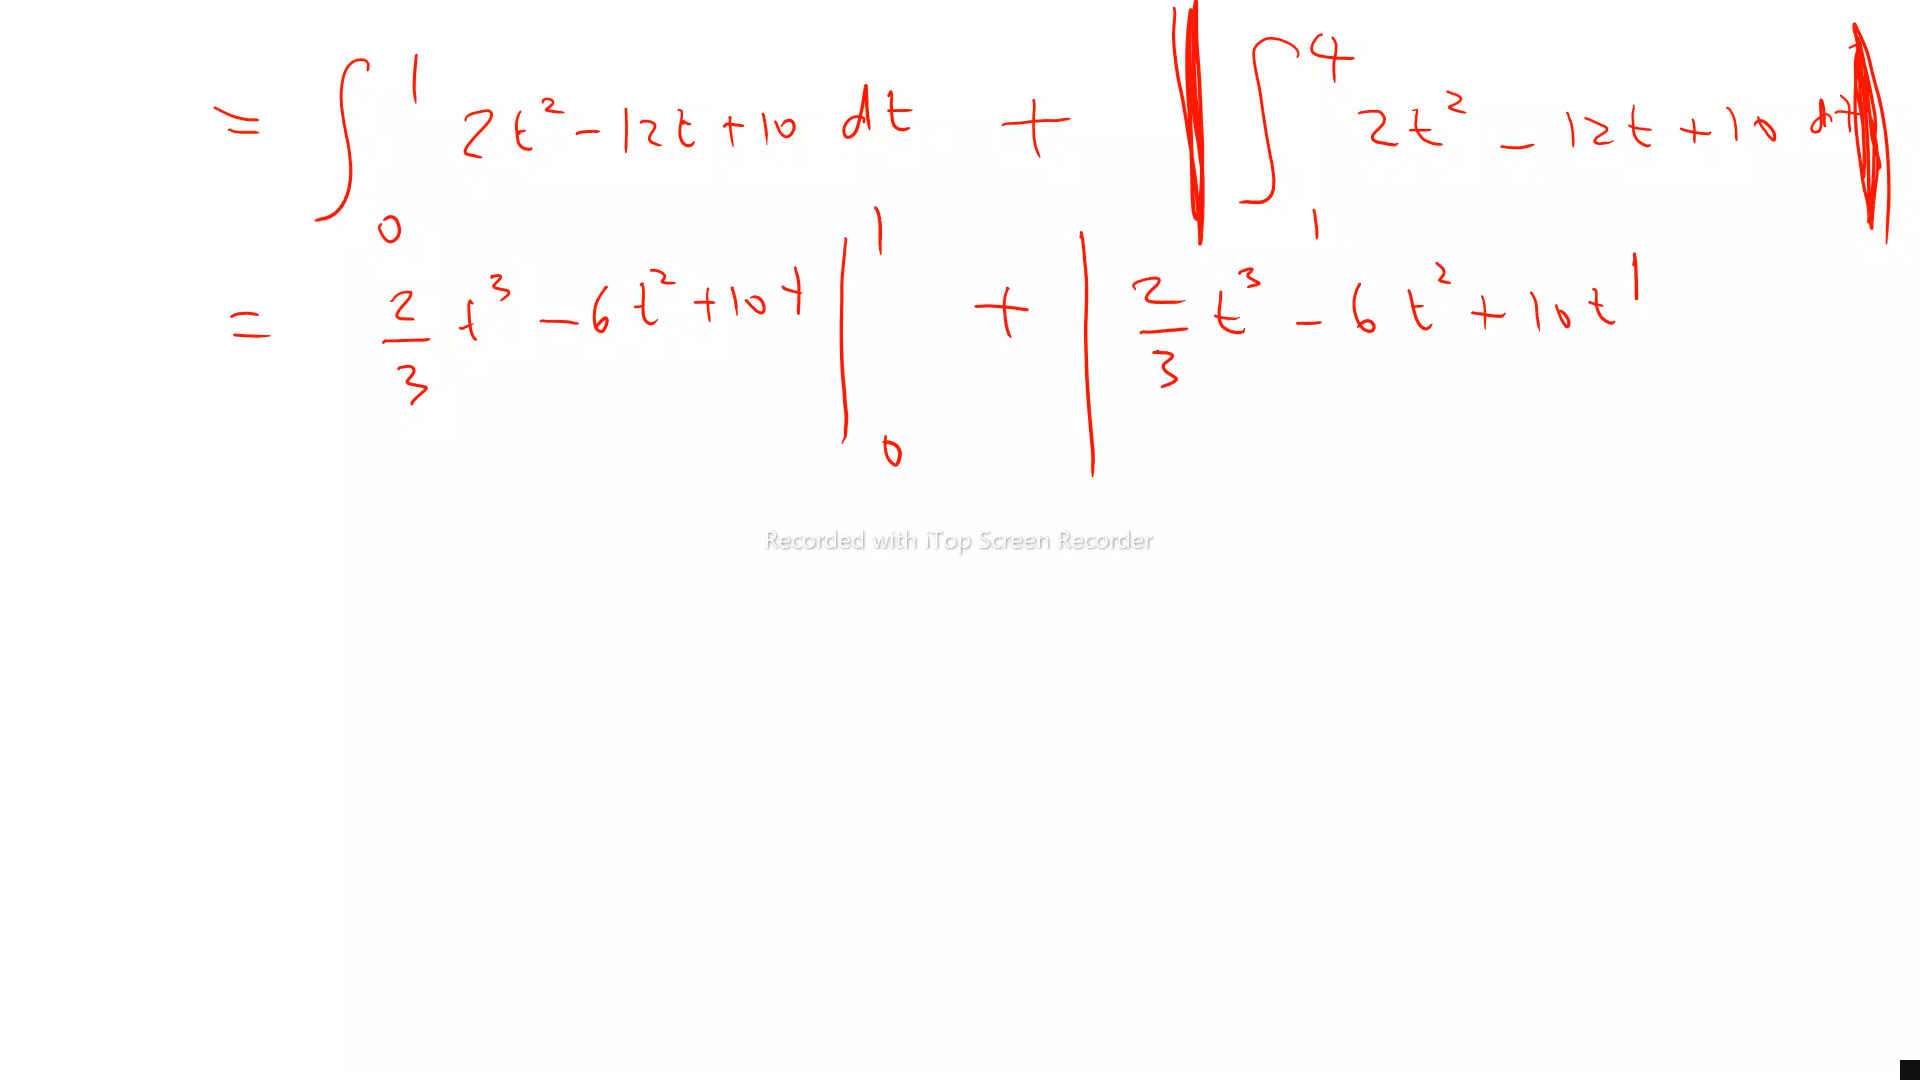 = ∫₀¹ 2t² - 12t + 10 dt + | ∫₁⁴ 2t² - 12t + 10 dt |
= 2/3 t³ - 6t² + 10t |₀¹ + | 2/3 t³ - 6t² + 10t |
Recorded with iTop Screen Recorder